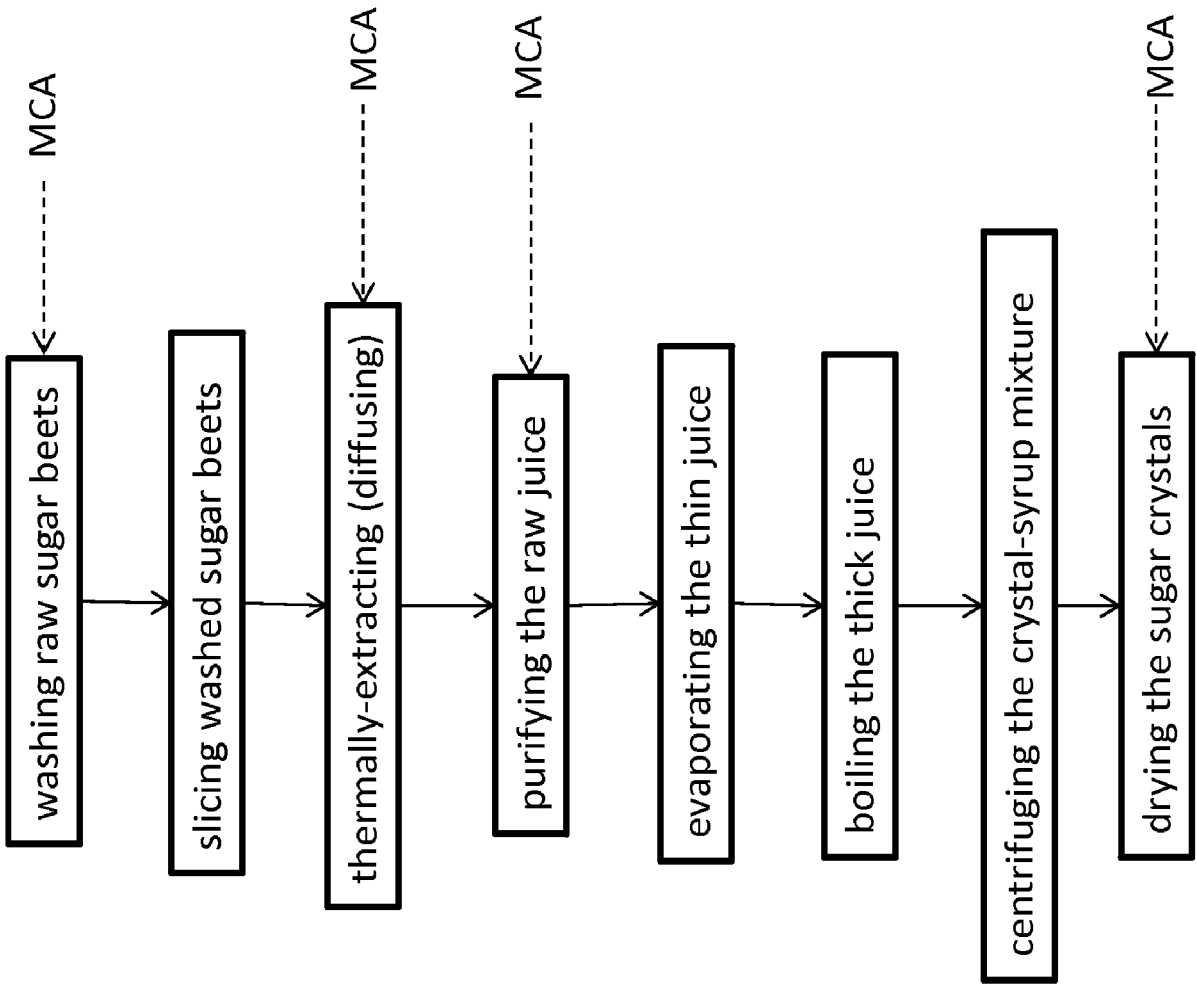 washing raw sugar beets
MCA
slicing washed sugar beets
thermally-extracting (diffusing)
MCA
purifying the raw juice
MCA
evaporating the thin juice
boiling the thick juice
centrifuging the crystal-syrup mixture
drying the sugar crystals
MCA